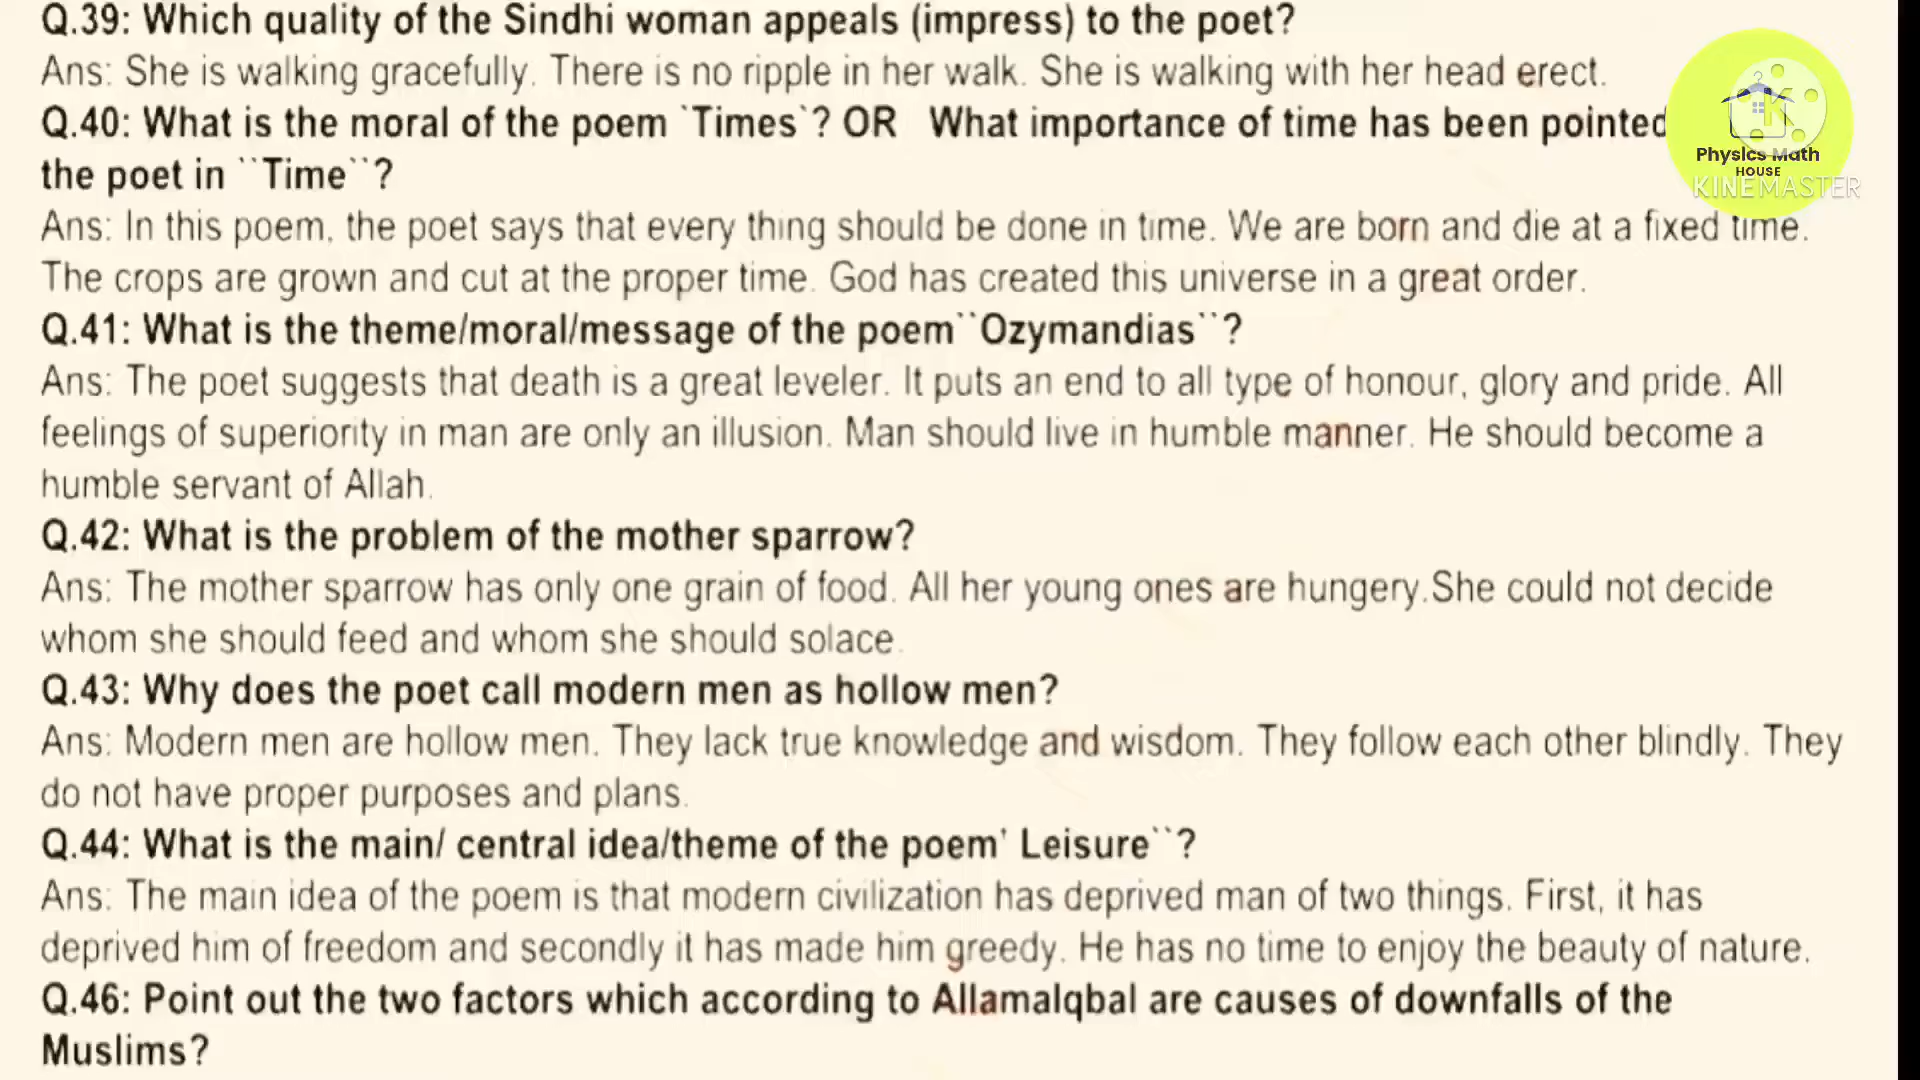 Q.39: Which quality of the Sindhi woman appeals (impress) to the poet?
Ans: She is walking gracefully. There is no ripple in her walk. She is walking with her head erect.
Q.40: What is the moral of the poem `Times`? OR What importance of time has been pointed
the poet in ``Time``?
Ans: In this poem, the poet says that every thing should be done in time. We are born and die at a fixed time.
The crops are grown and cut at the proper time. God has created this universe in a great order.
Q.41: What is the theme/moral/message of the poem``Ozymandias``?
Ans: The poet suggests that death is a great leveler. It puts an end to all type of honour, glory and pride. All
feelings of superiority in man are only an illusion. Man should live in humble manner. He should become a
humble servant of Allah.
Q.42: What is the problem of the mother sparrow?
Ans: The mother sparrow has only one grain of food. All her young ones are hungery.She could not decide
whom she should feed and whom she should solace.
Q.43: Why does the poet call modern men as hollow men?
Ans: Modern men are hollow men. They lack true knowledge and wisdom. They follow each other blindly. They
do not have proper purposes and plans.
Q.44: What is the main/ central idea/theme of the poem' Leisure``?
Ans: The main idea of the poem is that modern civilization has deprived man of two things. First, it has
deprived him of freedom and secondly it has made him greedy. He has no time to enjoy the beauty of nature.
Q.46: Point out the two factors which according to AllamaIqbal are causes of downfalls of the
Muslims?
K
Physics Math
HOUSE
KINEMASTER